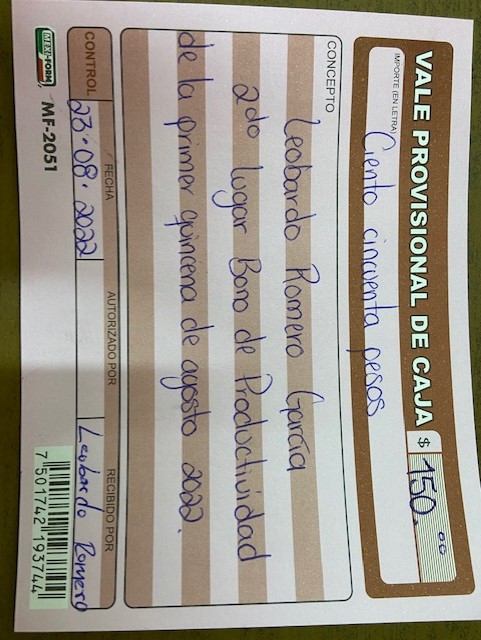 VALE PROVISIONAL DE CAJA $ 150.00
IMPORTE (EN LETRA)
Ciento cincuenta pesos
CONCEPTO
Leobardo Romero García
2do lugar Bono de Productividad
de la primer quincena de agosto 2022.
CONTROL
FECHA
23.08.2022
AUTORIZADO POR
RECIBIDO POR
Leobardo Romero
MEXI-FORM
MF-2051
7 501742 193744